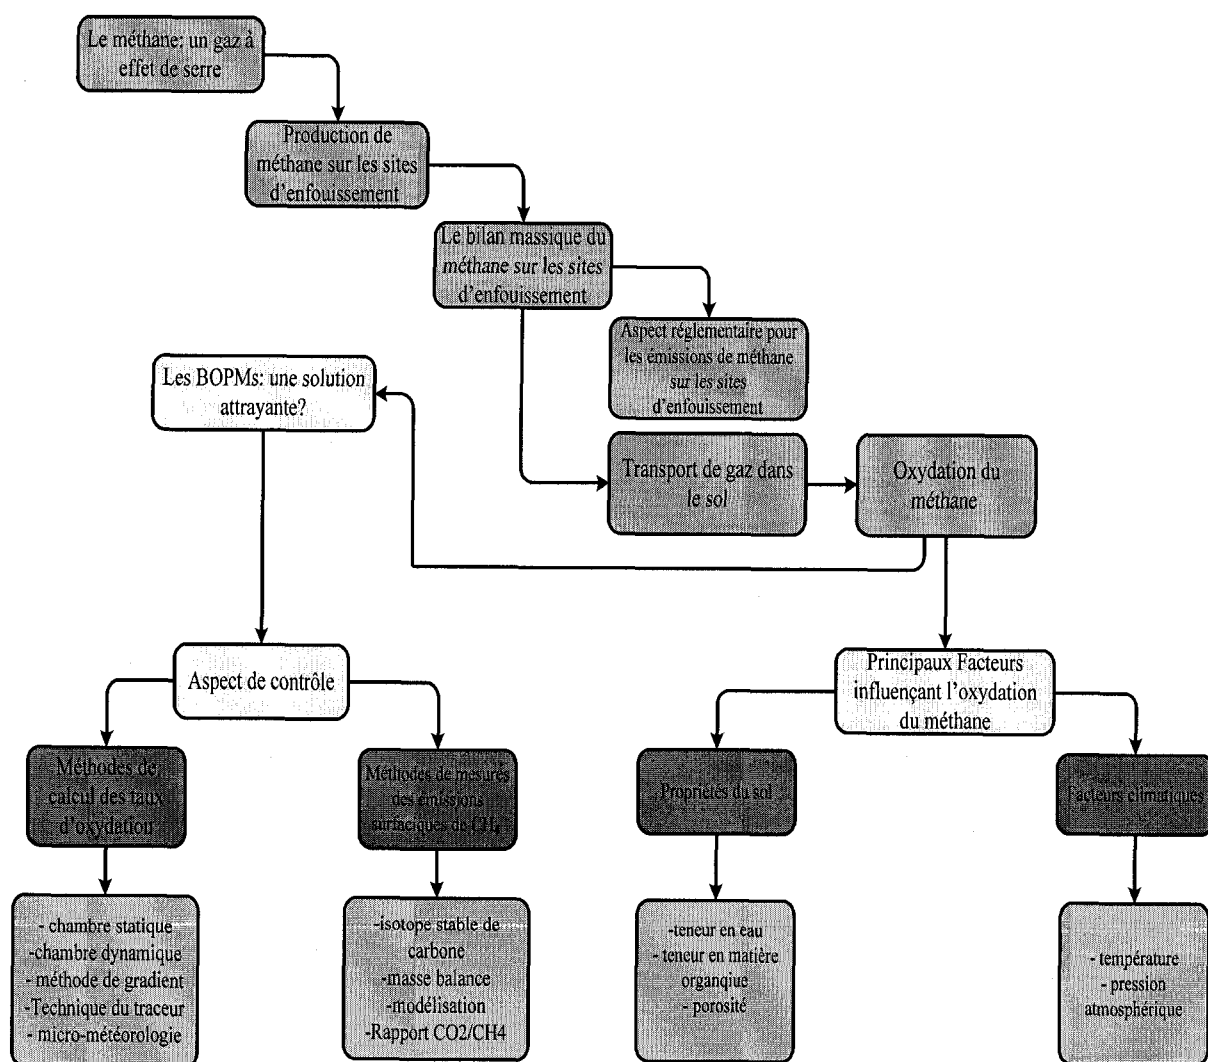 Le méthane: un gaz à
effet de serre
Production de
méthane sur les sites
d'enfouissement
Le bilan massique du
méthane sur les sites
d'enfouissement
Aspect réglementaire pour
les émissions de méthane
sur les sites
d'enfouissement
Les BOPMs: une solution
attrayante?
Transport de gaz dans
le sol
Oxydation du
méthane
Aspect de contrôle
Principaux Facteurs
influençant l'oxydation
du méthane
Méthodes de
calcul des taux
d'oxydation
Méthodes de mesurés
des émissions
surfaciques de CH4
Propriétés du sol
Facteurs climatiques
- chambre statique
-chambre dynamique
- méthode de gradient
-Technique du traceur
- micro-météorologie
-isotope stable de
carbone
-masse balance
-modélisation
-Rapport CO2/CH4
-teneur en eau
- teneur en matière
organqiue
- porosité
- température
- pression
atmosphérique